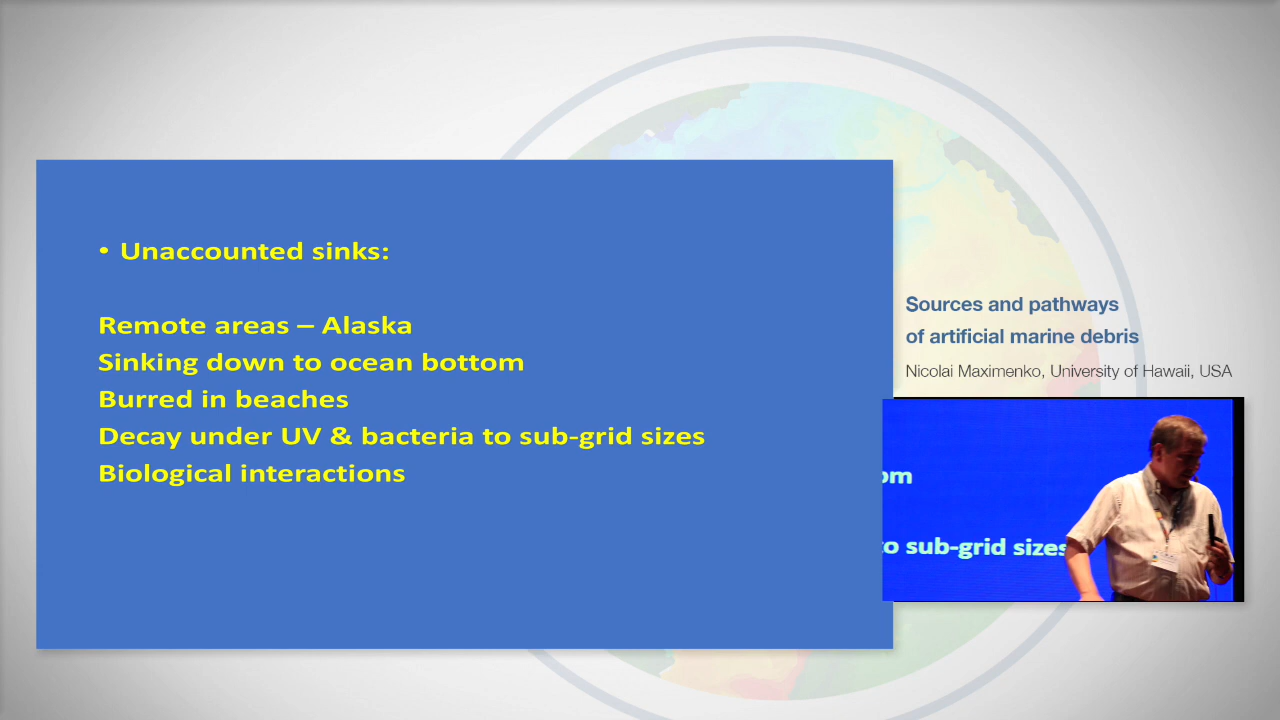 • Unaccounted sinks:
Remote areas – Alaska
Sinking down to ocean bottom
Burred in beaches
Decay under UV & bacteria to sub-grid sizes
Biological interactions
Sources and pathways
of artificial marine debris
Nicolai Maximenko, University of Hawaii, USA
om
to sub-grid sizes